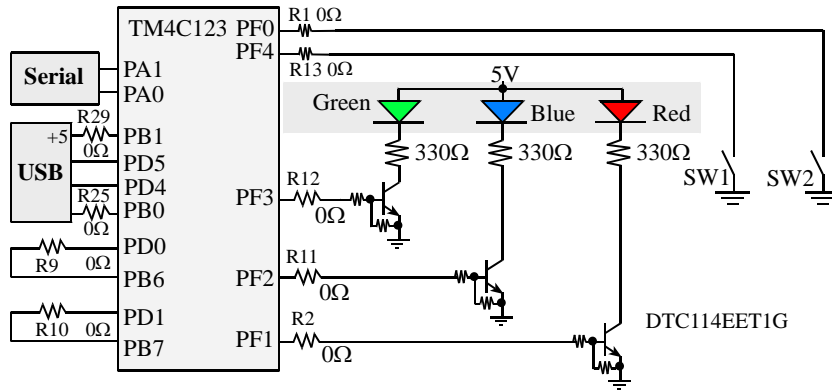 TM4C123
PF0
R1 0Ω
PF4
R13 0Ω
Serial
PA1
PA0
5V
Green
Blue
Red
R29
+5
0Ω
PB1
USB
PD5
PD4
R25
0Ω
PB0
330Ω
330Ω
330Ω
SW1
SW2
PF3
R12
0Ω
PD0
R9
0Ω
PB6
PF2
R11
0Ω
PD1
R10
0Ω
PB7
PF1
R2
0Ω
DTC114EET1G